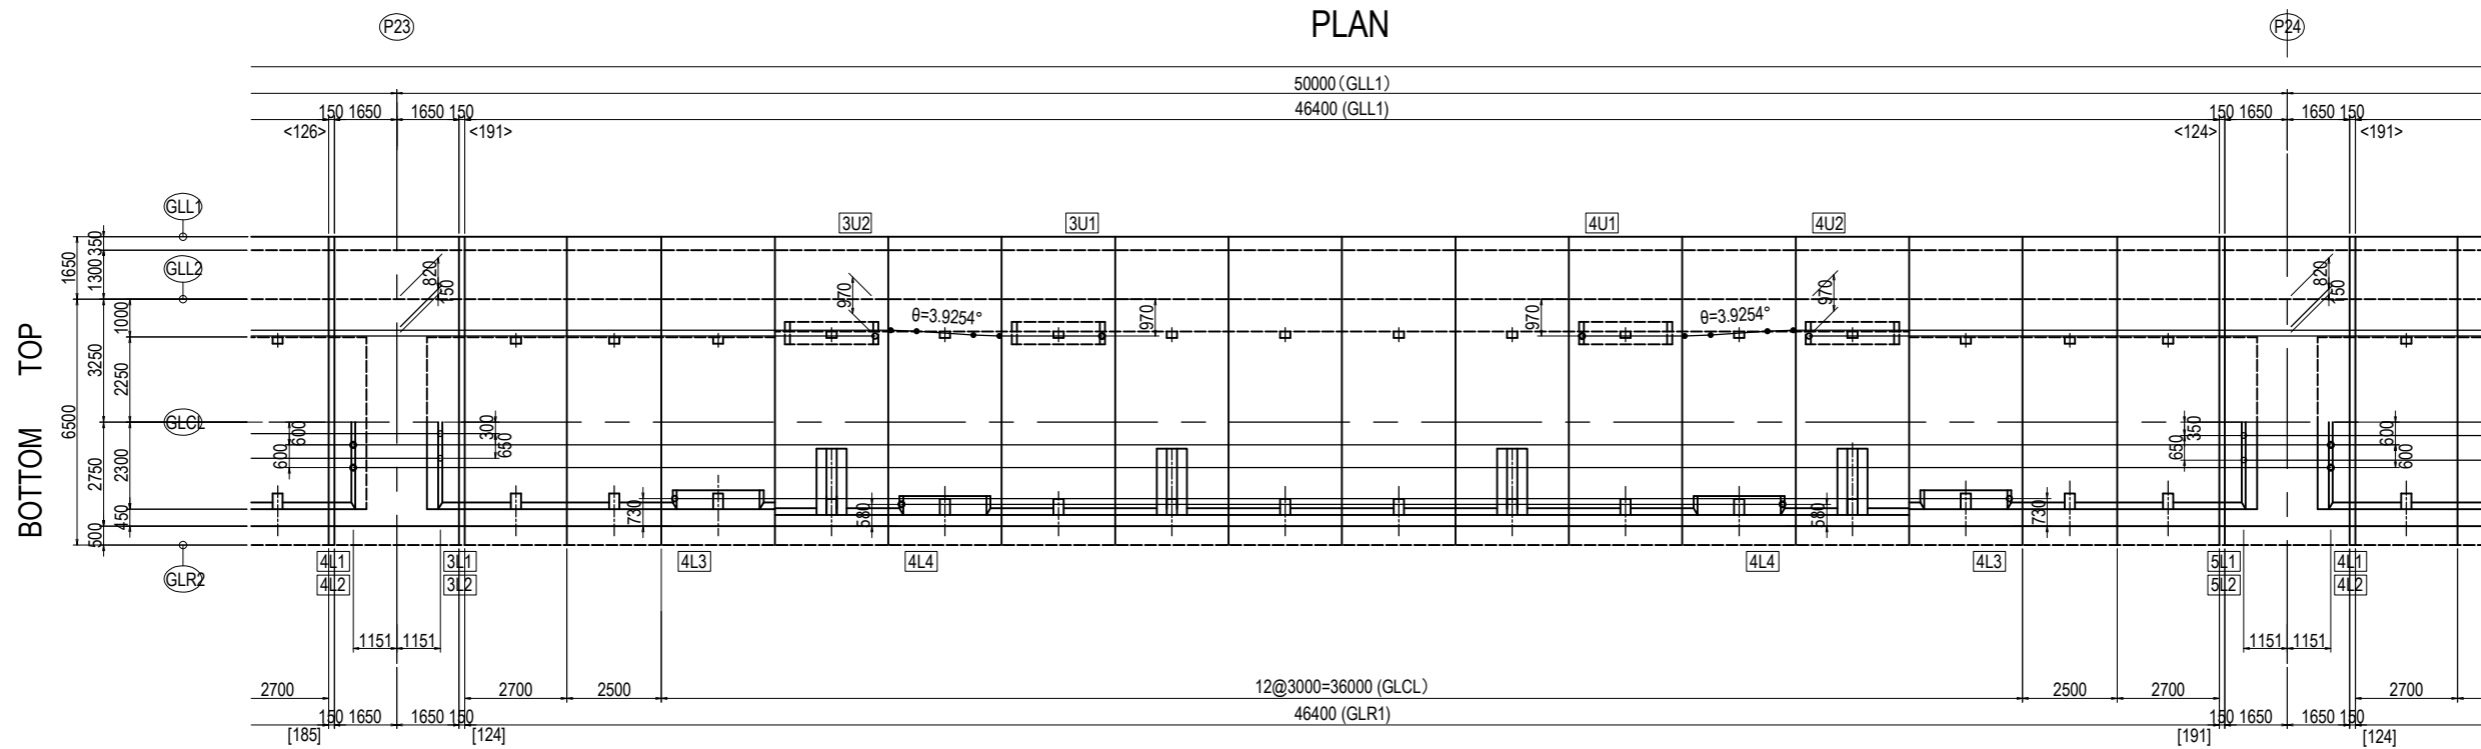 PLAN
P23
P24
50000(GLL1)
150 1650 1650 150 46400 (GLL1) 150 1650 1650 150
<126> <191> <124> <191>
GLL1
GLL2
GLCL
GLR2
3U2 3U1 4U1 4U2
TOP
BOTTOM
1650
6500
350
1300
3250
2750
500
1000
2250
2300
450
820
150
970
θ=3.9254°
970
970
θ=3.9254°
970
820
150
600
600
300
650
730
580
350
650
600
600
580
730
4L1 3L1 4L3 4L4 4L4 4L3 5L1 4L1
4L2 3L2 5L2 4L2
1151 1151 1151 1151
2700 2700 2500 12@3000=36000 (GLCL) 2500 2700 2700
150 1650 1650 150 46400 (GLR1) 150 1650 1650 150
[185] [124] [191] [124]